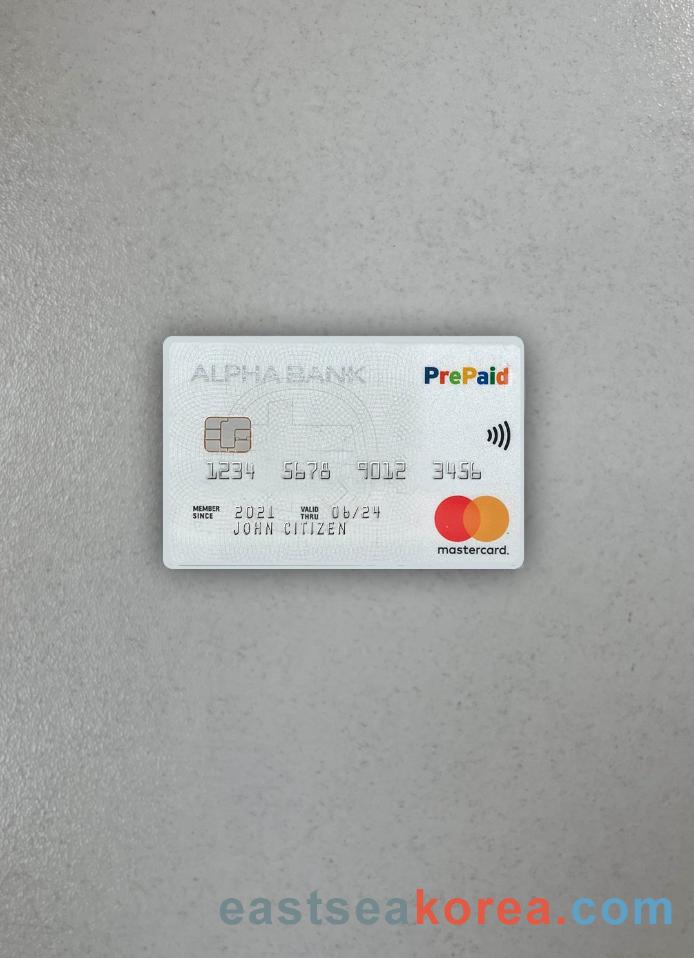 ALPHA BANK PrePaid
1234 5678 9012 3456
MEMBER SINCE 2021 VALID THRU 06/24
JOHN CITIZEN
mastercard.
eastseakorea.com